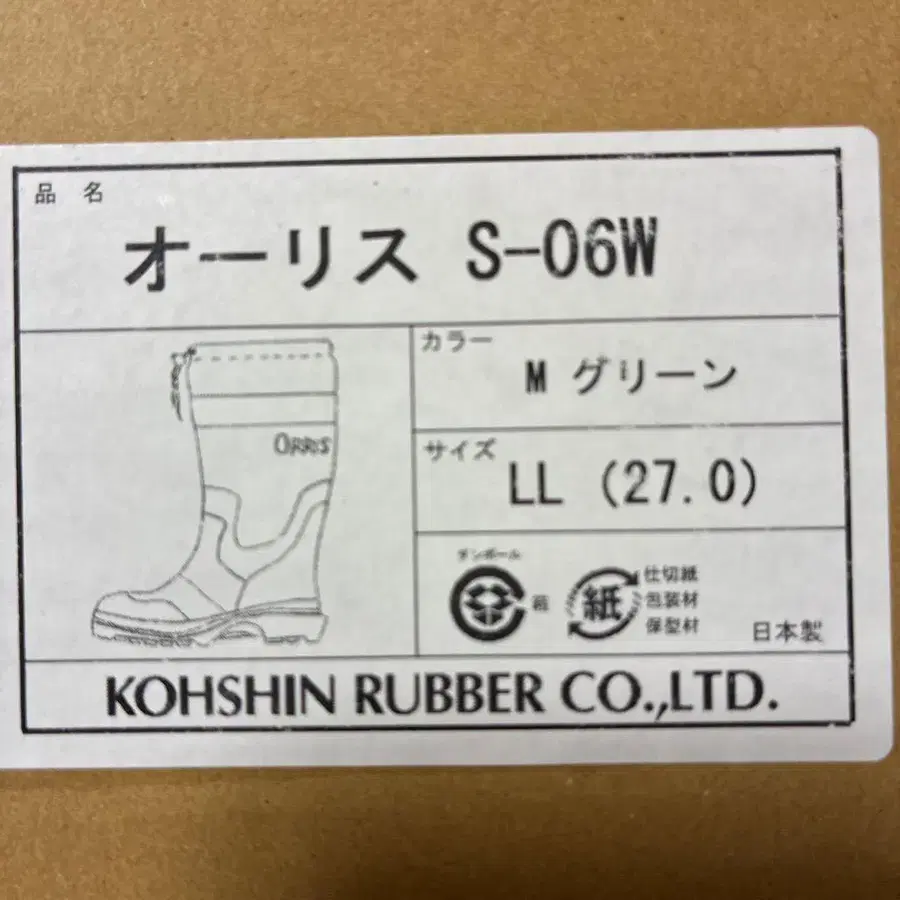 品 名
オーリス S-06W
ORRIS
カラー
M グリーン
サイズ
LL (27.0)
ダンボール
箱
紙
仕切紙
包装材
保型材
日本製
KOHSHIN RUBBER CO.,LTD.